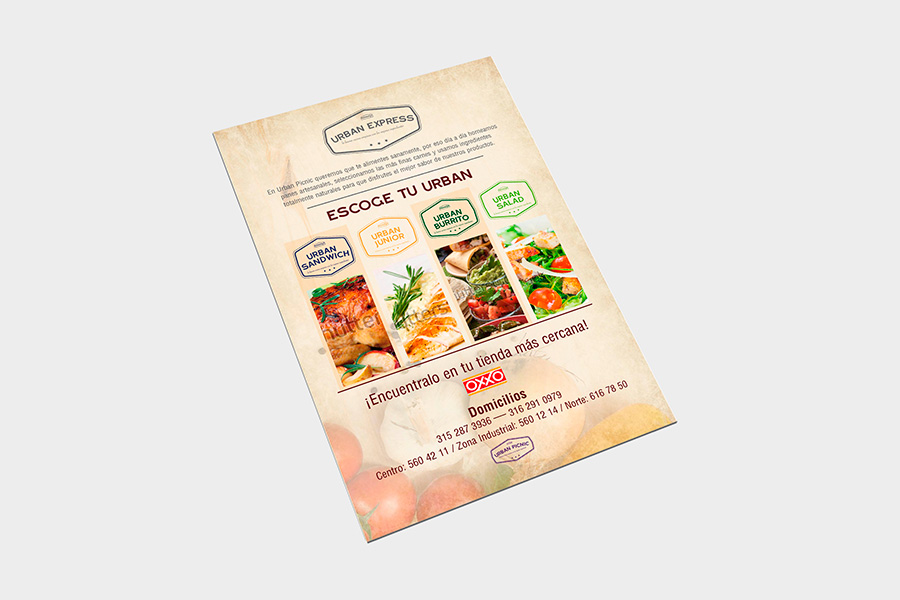 URBAN EXPRESS
En Urban Picnic queremos que te alimentes sanamente, por eso día a día horneamos
panes artesanales, seleccionamos las más finas carnes y usamos ingredientes
totalmente naturales para que disfrutes el mejor sabor de nuestros productos.
ESCOGE TU URBAN
URBAN
SANDWICH
URBAN
JUNIOR
URBAN
BURRITO
URBAN
SALAD
¡Encuentralo en tu tienda más cercana!
OXXO
Domicilios
315 287 3936 — 316 291 0979
Centro: 560 42 11 / Zona Industrial: 560 12 14 / Norte: 616 78 50
URBAN PICNIC